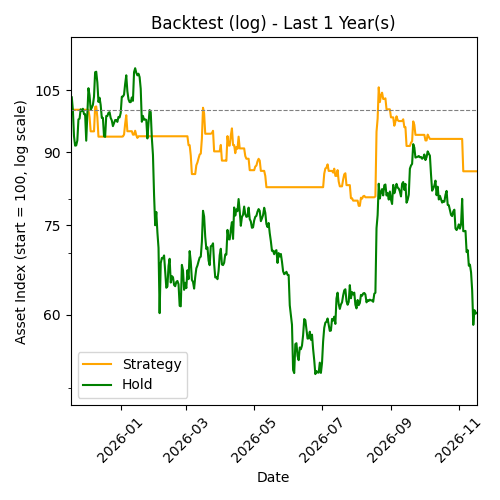 Backtest (log) - Last 1 Year(s)
Asset Index (start = 100, log scale)
105
90
75
60
Strategy
Hold
2026-01
2026-03
2026-05
2026-07
2026-09
2026-11
Date